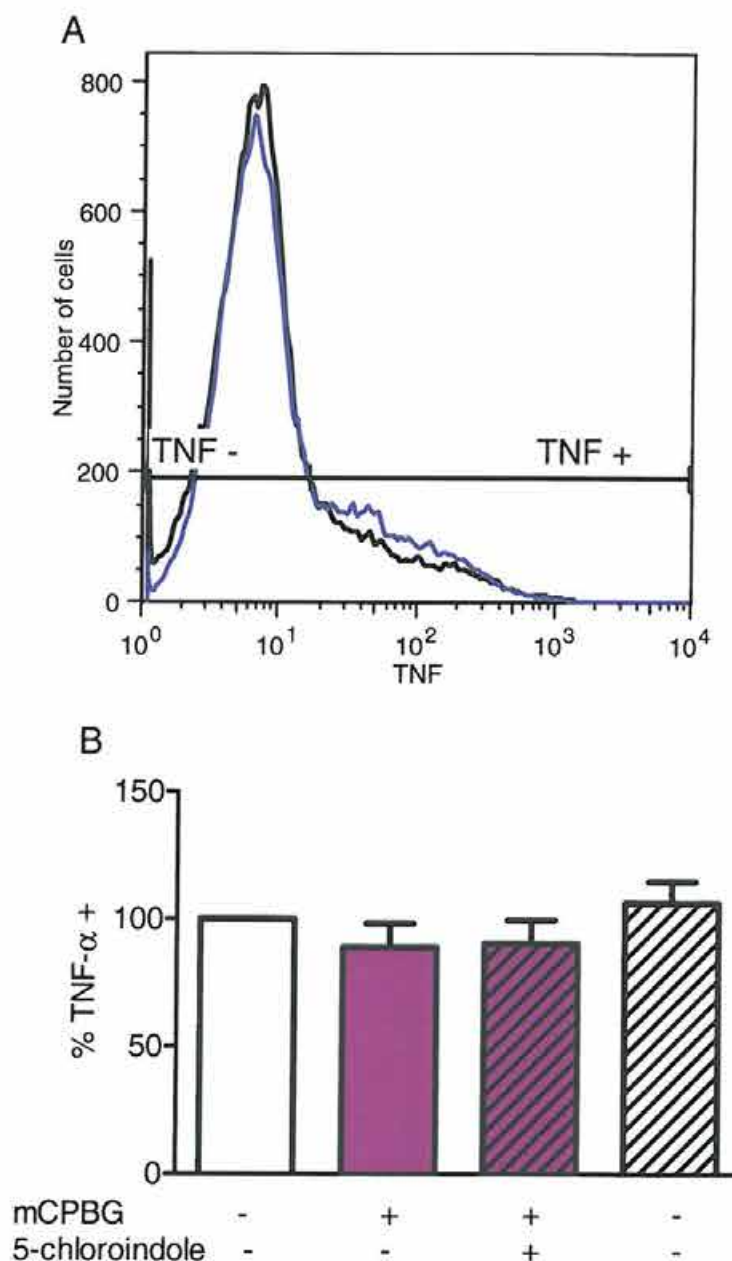 A
800
600
400
200
0
Number of cells
TNF - TNF +
10^0 10^1 10^2 10^3 10^4
TNF
B
150
100
50
0
% TNF-α +
mCPBG - + + -
5-chloroindole - - + -